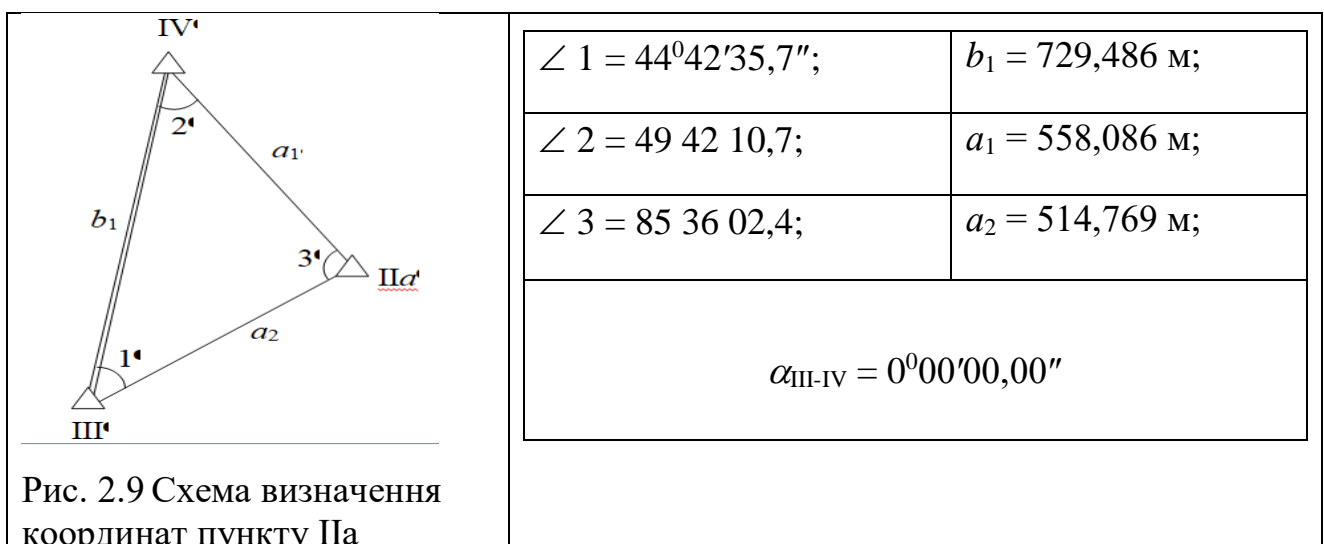 IV
2
a1
b1
3
IIa
a2
1
III
Рис. 2.9 Схема визначення
координат пункту IIа
∠ 1 = 44⁰42′35,7″;
b₁ = 729,486 м;
∠ 2 = 49 42 10,7;
a₁ = 558,086 м;
∠ 3 = 85 36 02,4;
a₂ = 514,769 м;
α_III-IV = 0⁰00′00,00″